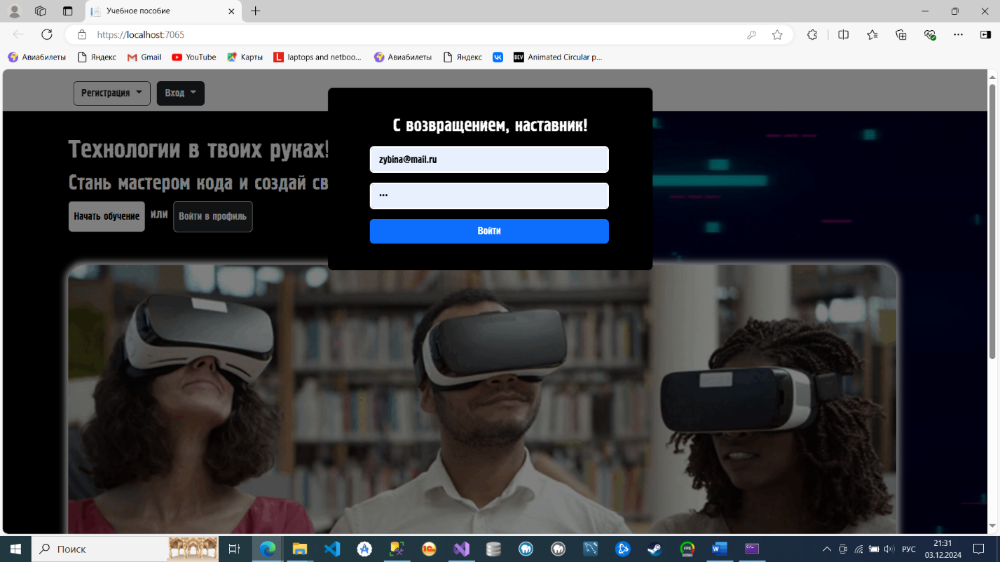 Учебное пособие
https://localhost:7065
Авиабилеты
Яндекс
Gmail
YouTube
Карты
L
laptops and netboo...
Авиабилеты
Яндекс
DEV
Animated Circular p...
Регистрация
Вход
С возвращением, наставник!
zybina@mail.ru
•••
Войти
Технологии в твоих руках!
Стань мастером кода и создай св
Начать обучение
или
Войти в профиль
Поиск
РУС
21:31
03.12.2024